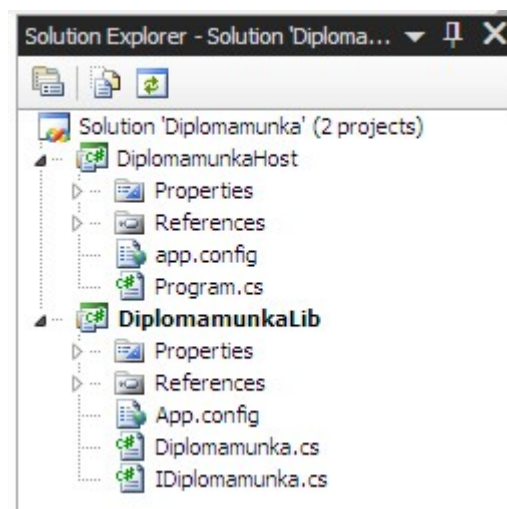 Solution Explorer - Solution 'Diploma...
Solution 'Diplomamunka' (2 projects)
DiplomamunkaHost
Properties
References
app.config
Program.cs
DiplomamunkaLib
Properties
References
App.config
Diplomamunka.cs
IDiplomamunka.cs